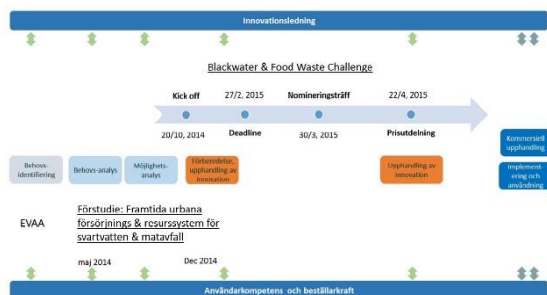 Innovationsledning
Blackwater & Food Waste Challenge
Kick off
27/2, 2015
Nomineringsträff
22/4, 2015
20/10, 2014
Deadline
30/3, 2015
Prisutdelning
Kommersiell
upphandling
Behovs-
identifiering
Behovs-analys
Möjlighets-
analys
Förberedelse,
upphandling av
innovation
Upphandling av
innovation
Implement-
ering och
användning
EVAA
Förstudie: Framtida urbana
försörjnings & resurssystem för
svartvatten & matavfall
maj 2014
Dec 2014
Användarkompetens och beställarkraft